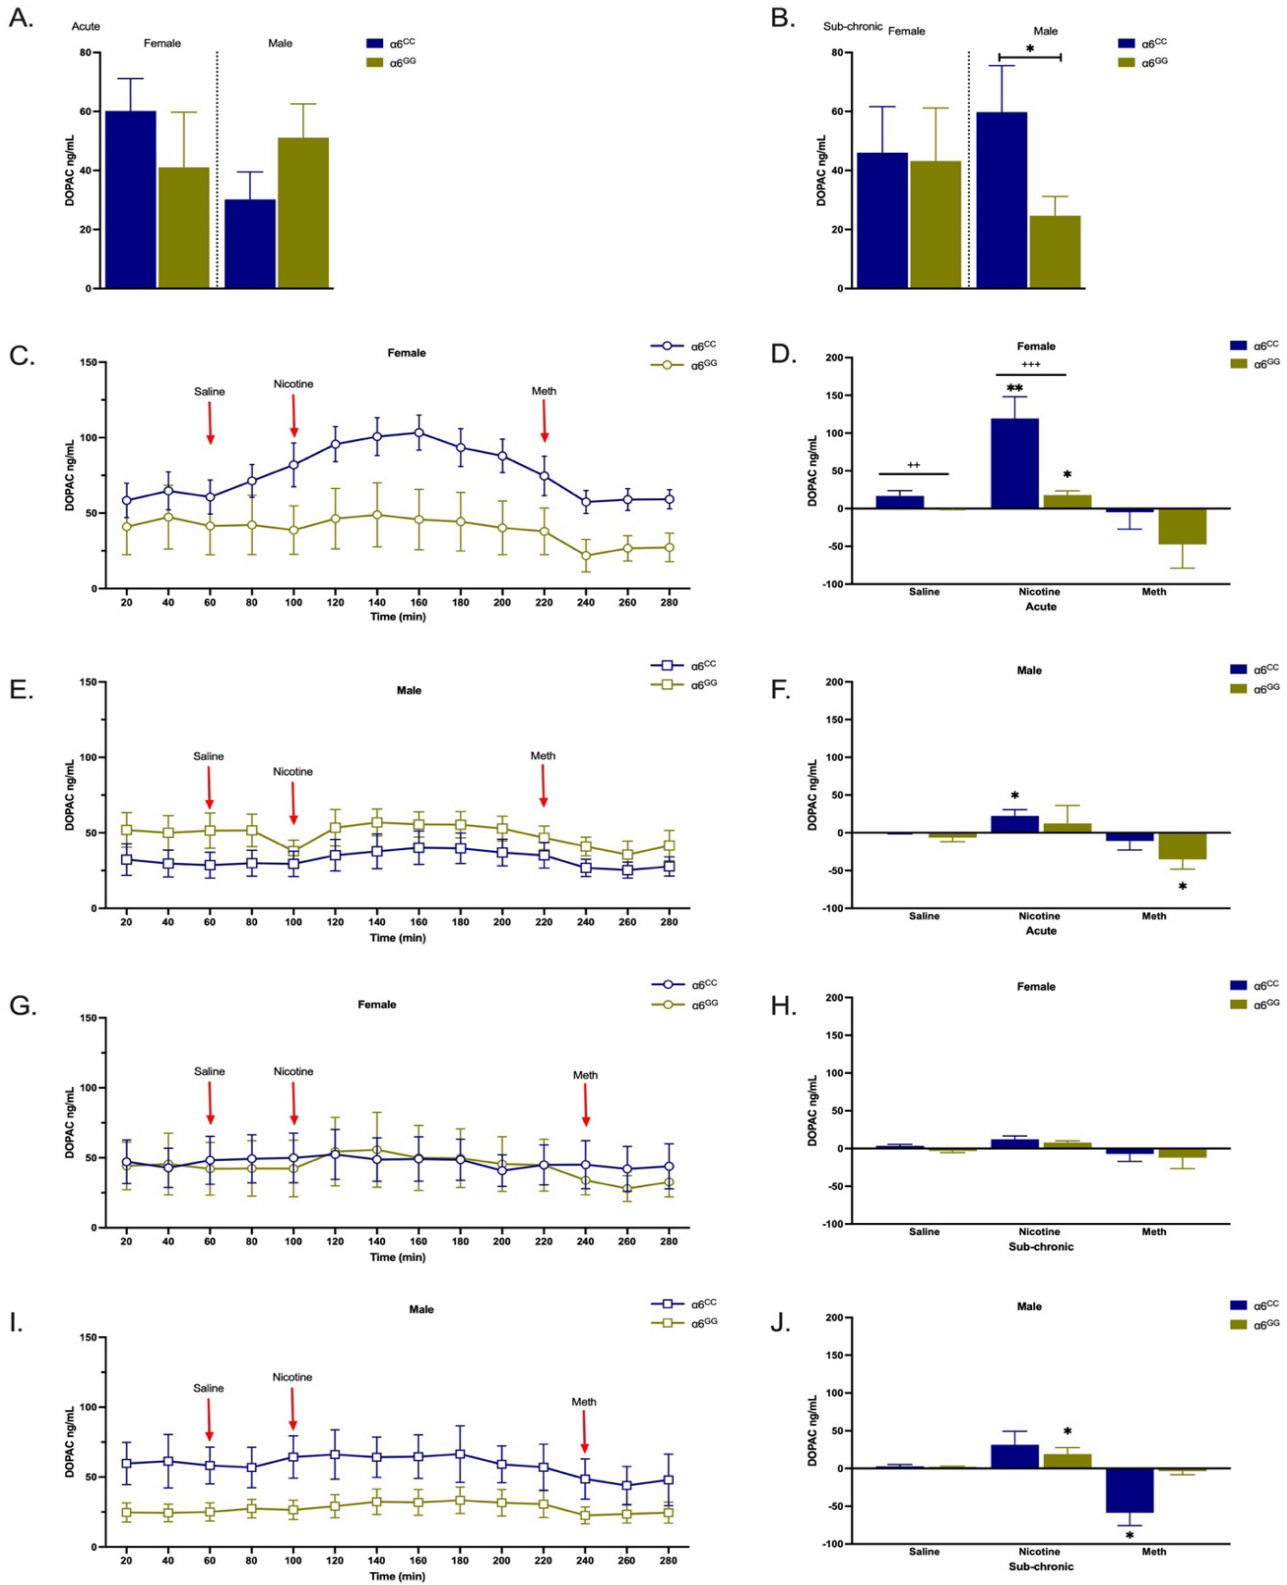 A.
Acute
Female
Male
α6CC
α6GG
DOPAC ng/mL
80
60
40
20
0
B.
Sub-chronic
Female
Male
*
α6CC
α6GG
DOPAC ng/mL
80
60
40
20
0
C.
Female
α6CC
α6GG
Saline
Nicotine
Meth
DOPAC ng/mL
150
100
50
0
20 40 60 80 100 120 140 160 180 200 220 240 260 280
Time (min)
D.
Female
α6CC
α6GG
++
+++
**
*
DOPAC ng/mL
200
150
100
50
0
-50
-100
Saline Nicotine Meth
Acute
E.
Male
α6CC
α6GG
Saline
Nicotine
Meth
DOPAC ng/mL
150
100
50
0
20 40 60 80 100 120 140 160 180 200 220 240 260 280
Time (min)
F.
Male
α6CC
α6GG
*
*
DOPAC ng/mL
200
150
100
50
0
-50
-100
Saline Nicotine Meth
Acute
G.
Female
α6CC
α6GG
Saline
Nicotine
Meth
DOPAC ng/mL
150
100
50
0
20 40 60 80 100 120 140 160 180 200 220 240 260 280
Time (min)
H.
Female
α6CC
α6GG
DOPAC ng/mL
200
150
100
50
0
-50
-100
Saline Nicotine Meth
Sub-chronic
I.
Male
α6CC
α6GG
Saline
Nicotine
Meth
DOPAC ng/mL
150
100
50
0
20 40 60 80 100 120 140 160 180 200 220 240 260 280
Time (min)
J.
Male
α6CC
α6GG
*
*
DOPAC ng/mL
200
150
100
50
0
-50
-100
Saline Nicotine Meth
Sub-chronic